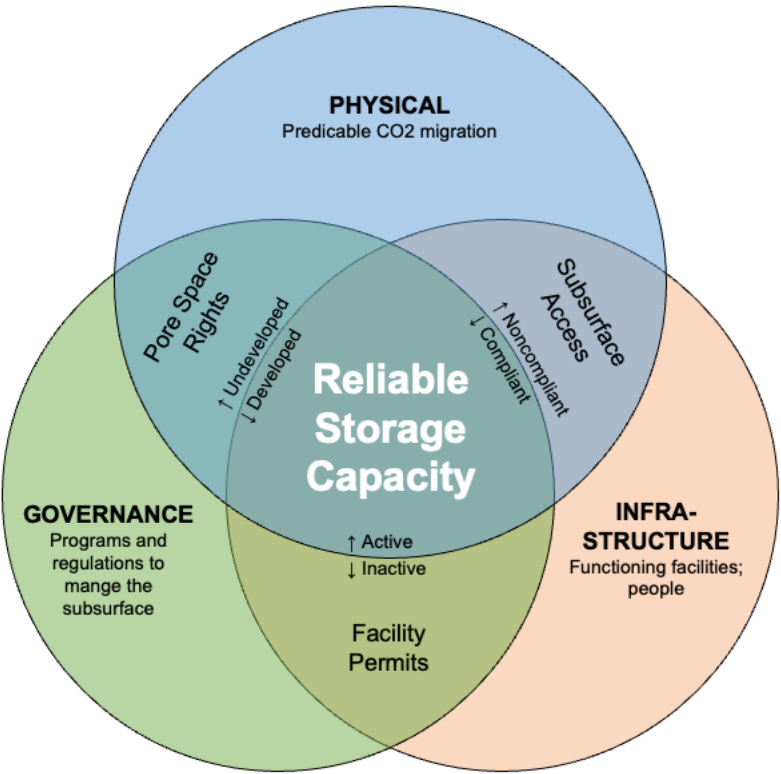 PHYSICAL
Predicable CO2 migration
Pore Space
Rights
↑ Undeveloped
↓ Developed
Subsurface
Access
↑ Noncompliant
↓ Compliant
Reliable
Storage
Capacity
GOVERNANCE
Programs and
regulations to
mange the
subsurface
INFRA-
STRUCTURE
Functioning facilities;
people
↑ Active
↓ Inactive
Facility
Permits